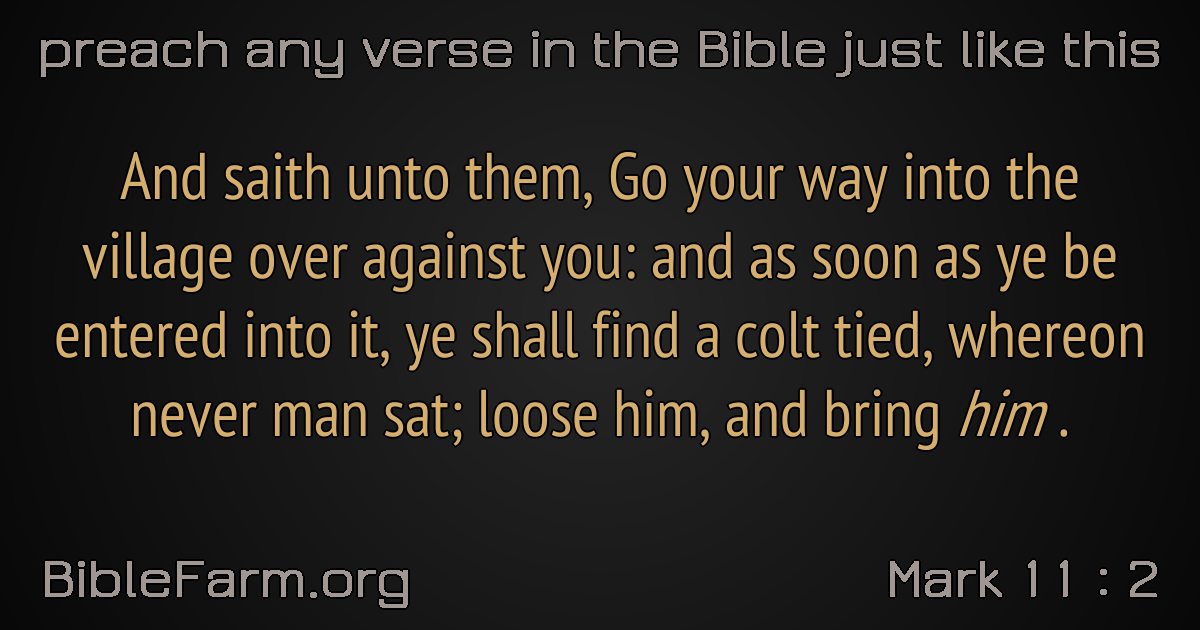 preach any verse in the Bible just like this
And saith unto them, Go your way into the
village over against you: and as soon as ye be
entered into it, ye shall find a colt tied, whereon
never man sat; loose him, and bring him .
BibleFarm.org
Mark 11 : 2